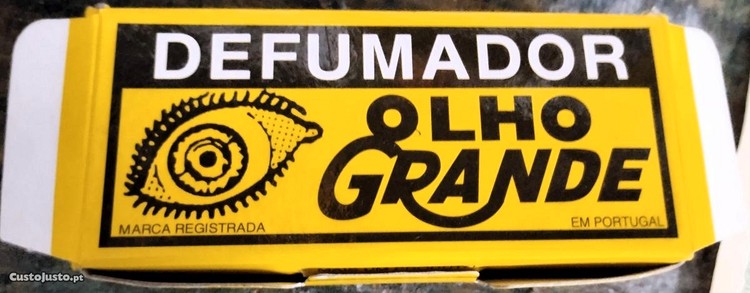 DEFUMADOR
OLHO
GRANDE
MARCA REGISTRADA
EM PORTUGAL
CustoJusto.pt